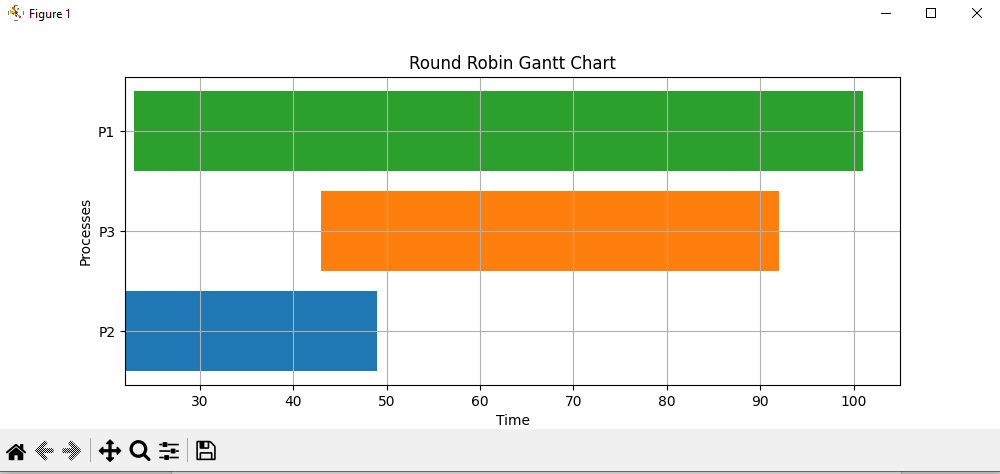 Figure 1
Round Robin Gantt Chart
P1
P3
P2
Processes
30 40 50 60 70 80 90 100
Time